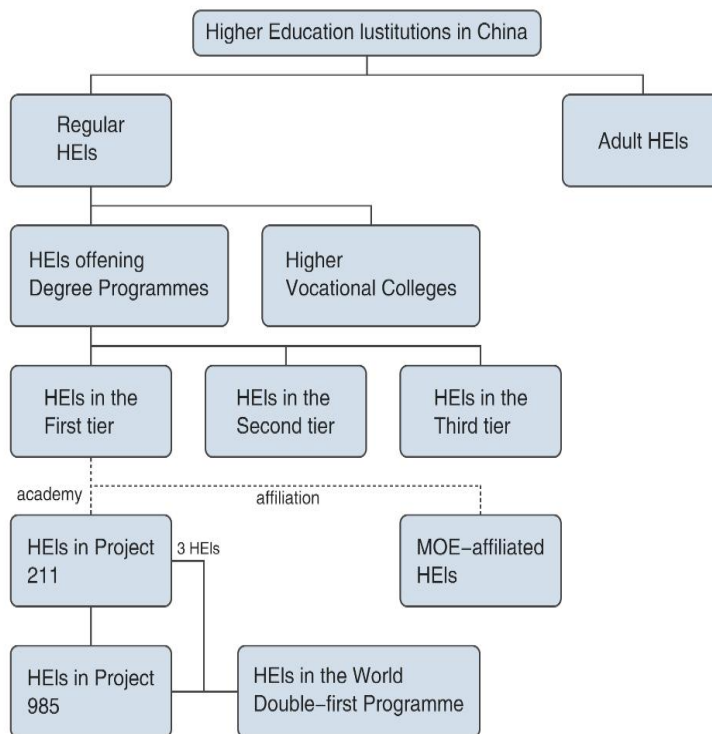 Higher Education Iustitutions in China
Regular
HEIs
Adult HEIs
HEIs offening
Degree Programmes
Higher
Vocational Colleges
HEIs in the
First tier
HEIs in the
Second tier
HEIs in the
Third tier
academy
affiliation
HEIs in Project
211
3 HEIs
MOE–affiliated
HEIs
HEIs in Project
985
HEIs in the World
Double–first Programme